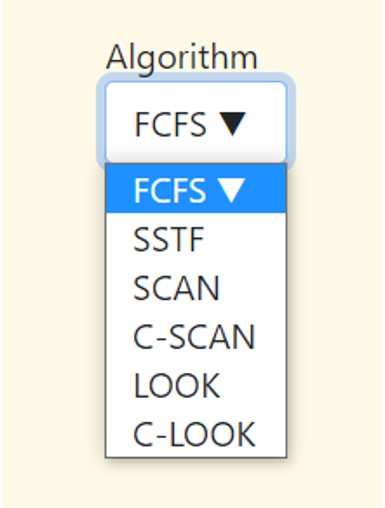 Algorithm
FCFS ▼
FCFS ▼
SSTF
SCAN
C-SCAN
LOOK
C-LOOK